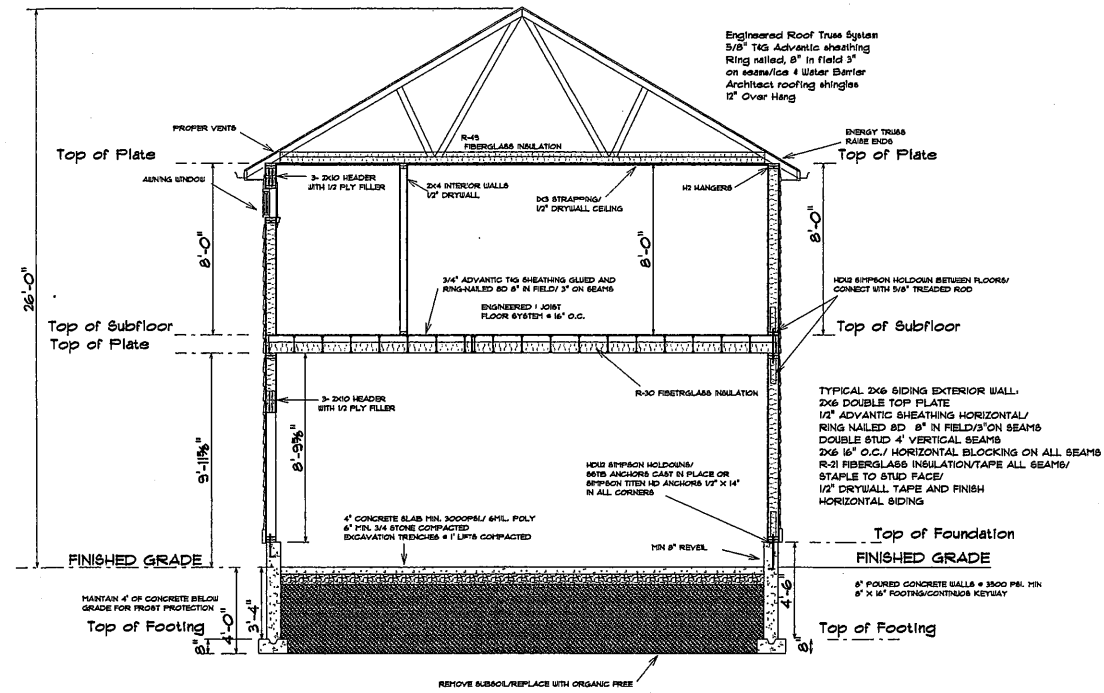 Engineered Roof Truss System
5/8" T&G Advantic sheathing
Ring nailed, 8" in field 3"
on seams/ice & Water Barrier
Architect roofing shingles
12" Over Hang
PROPER VENTS
R-49
FIBERGLASS INSULATION
ENERGY TRUSS
RAISE ENDS
Top of Plate
Top of Plate
AWNING WINDOW
3- 2X10 HEADER
WITH 1/2 PLY FILLER
2X4 INTERIOR WALLS
1/2" DRYWALL
1X3 STRAPPING/
1/2" DRYWALL CEILING
H2 HANGERS
26'-0"
8'-0"
8'-0"
8'-0"
3/4" ADVANTIC T&G SHEATHING GLUED AND
RING-NAILED 8D 8" IN FIELD/ 3" ON SEAMS
ENGINEERED I JOIST
FLOOR SYSTEM @ 16" O.C.
HDU2 SIMPSON HOLDOWN BETWEEN FLOORS/
CONNECT WITH 5/8" TREADED ROD
Top of Subfloor
Top of Plate
Top of Subfloor
3- 2X10 HEADER
WITH 1/2 PLY FILLER
R-30 FIBETRGLASS INSULATION
TYPICAL 2X6 SIDING EXTERIOR WALL:
2X6 DOUBLE TOP PLATE
1/2" ADVANTIC SHEATHING HORIZONTAL/
RING NAILED 8D 8" IN FIELD/3"ON SEAMS
DOUBLE STUD 4' VERTICAL SEAMS
2X6 16" O.C./ HORIZONTAL BLOCKING ON ALL SEAMS
R-21 FIBERGLASS INSULATION/TAPE ALL SEAMS/
STAPLE TO STUD FACE/
1/2" DRYWALL TAPE AND FINISH
HORIZONTAL SIDING
HDU2 SIMPSON HOLDOWNS/
SSTB ANCHORS CAST IN PLACE OR
SIMPSON TITEN HD ANCHORS 1/2" X 14"
IN ALL CORNERS
4" CONCRETE SLAB MIN. 3000PSI./ 6MIL. POLY
6" MIN. 3/4 STONE COMPACTED
EXCAVATION TRENCHES @ 1' LIFTS COMPACTED
MIN 8" REVEIL
Top of Foundation
FINISHED GRADE
FINISHED GRADE
MAINTAIN 4' OF CONCRETE BELOW
GRADE FOR FROST PROTECTION
8" POURED CONCRETE WALLS @ 3500 PSI. MIN
8" X 16" FOOTING/CONTINUOS KEYWAY
Top of Footing
8"
4'-0"
3'-4"
4'-6"
8"
Top of Footing
REMOVE SUBSOIL/REPLACE WITH ORGANIC FREE